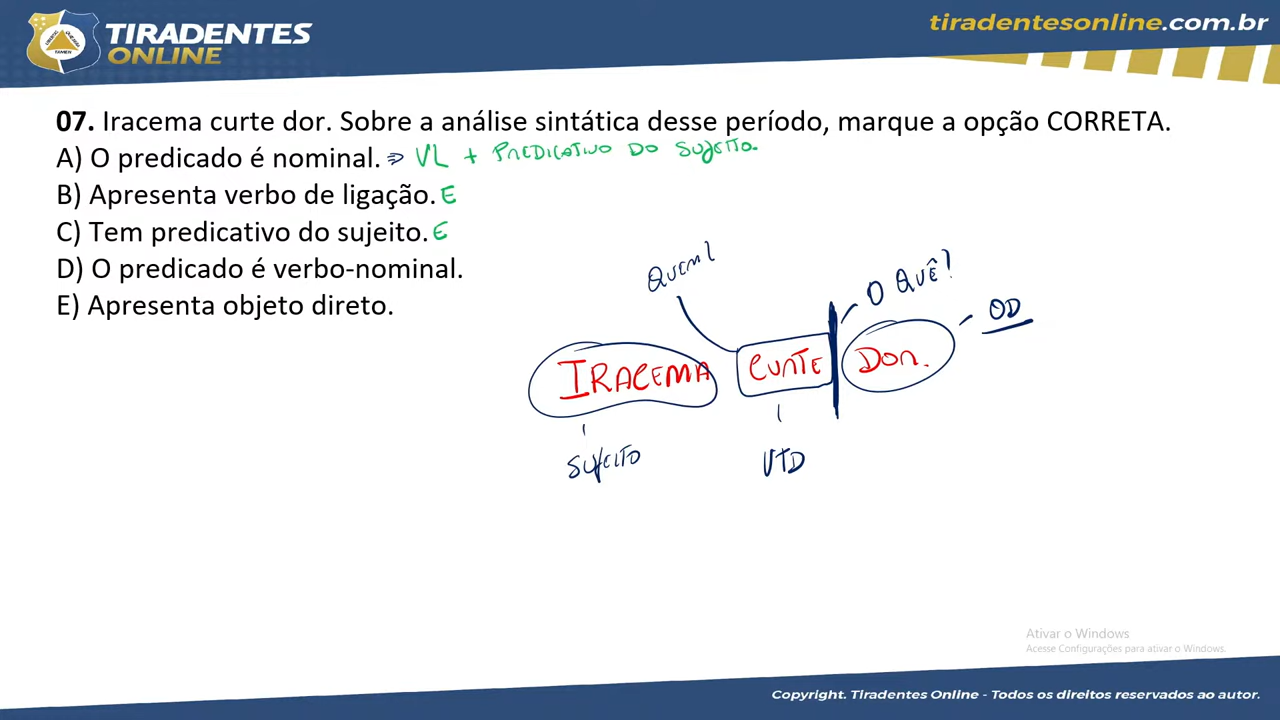 TIRADENTES
ONLINE
tiradentesonline.com.br
07. Iracema curte dor. Sobre a análise sintática desse período, marque a opção CORRETA.
A) O predicado é nominal. => VL + PREDICATIVO DO SUJEITO.
B) Apresenta verbo de ligação. E
C) Tem predicativo do sujeito. E
D) O predicado é verbo-nominal.
E) Apresenta objeto direto.
QUEM?
O QUÊ?
OD
IRACEMA CURTE DOR.
SUJEITO
VTD
Ativar o Windows
Acesse Configurações para ativar o Windows.
Copyright. Tiradentes Online - Todos os direitos reservados ao autor.